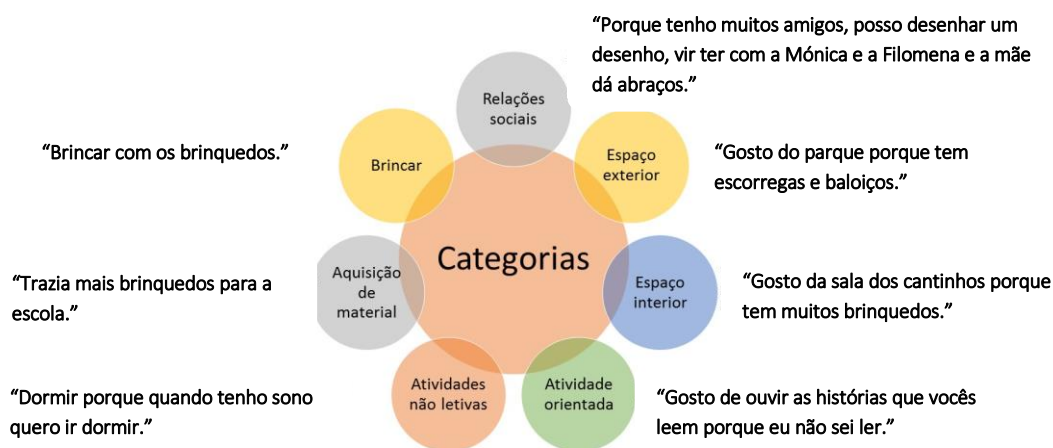 “Porque tenho muitos amigos, posso desenhar um
desenho, vir ter com a Mónica e a Filomena e a mãe
dá abraços.”
Relações
sociais
“Brincar com os brinquedos.”
Brincar
Espaço
exterior
“Gosto do parque porque tem
escorregas e baloiços.”
Categorias
“Trazia mais brinquedos para a
escola.”
Aquisição
de
material
Espaço
interior
“Gosto da sala dos cantinhos porque
tem muitos brinquedos.”
“Dormir porque quando tenho sono
quero ir dormir.”
Atividades
não letivas
Atividade
orientada
“Gosto de ouvir as histórias que vocês
leem porque eu não sei ler.”